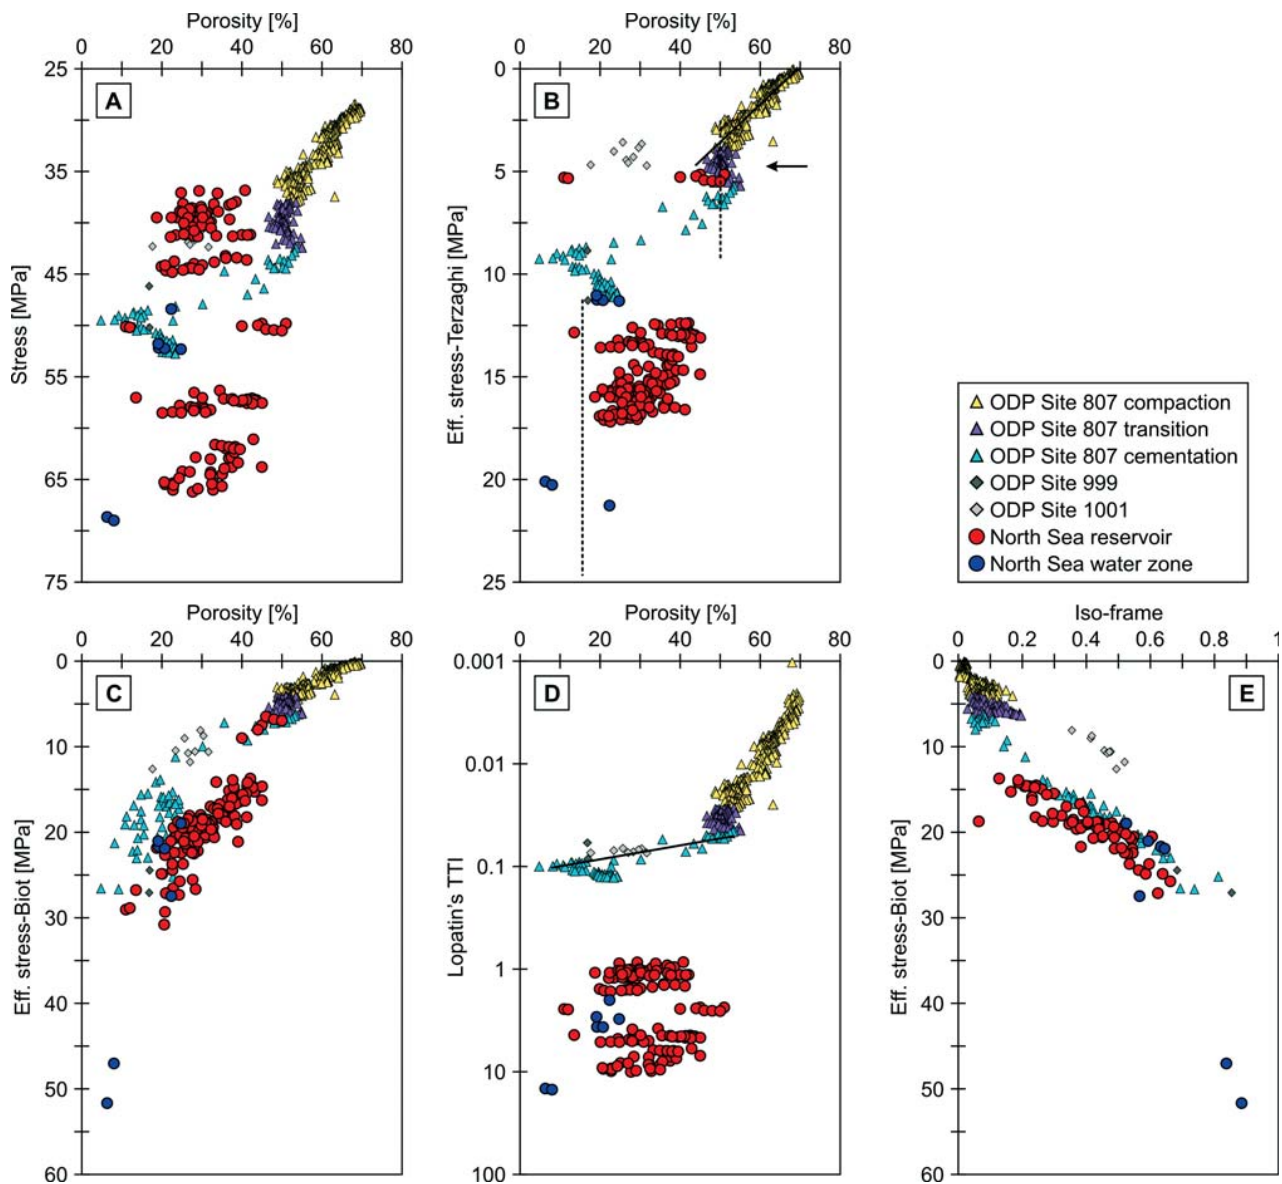 Porosity [%]
0 20 40 60 80
25
35
45
55
65
75
Stress [MPa]
A
Porosity [%]
0 20 40 60 80
0
5
10
15
20
25
Eff. stress-Terzaghi [MPa]
B
ODP Site 807 compaction
ODP Site 807 transition
ODP Site 807 cementation
ODP Site 999
ODP Site 1001
North Sea reservoir
North Sea water zone
Porosity [%]
0 20 40 60 80
0
10
20
30
40
50
60
Eff. stress-Biot [MPa]
C
Porosity [%]
0 20 40 60 80
0.001
0.01
0.1
1
10
100
Lopatin's TTI
D
Iso-frame
0 0.2 0.4 0.6 0.8 1
0
10
20
30
40
50
60
Eff. stress-Biot [MPa]
E